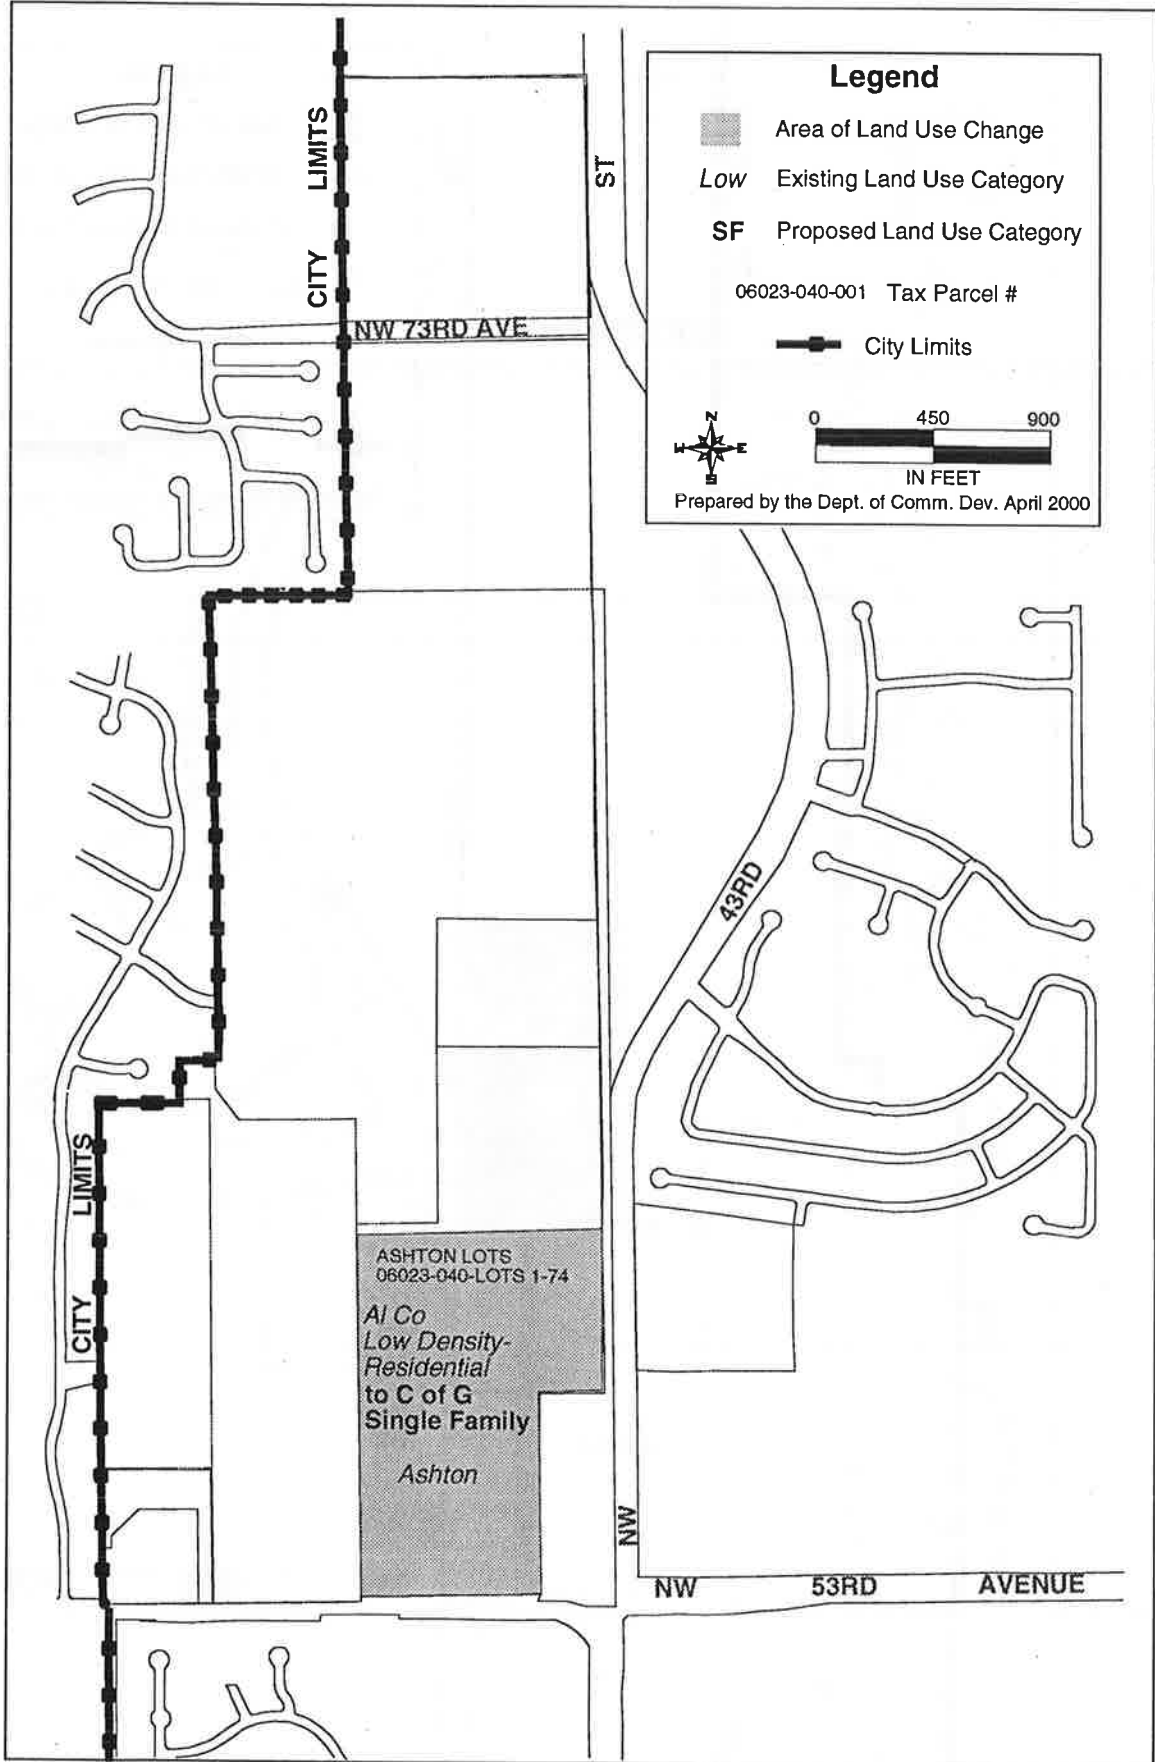 Legend
Area of Land Use Change
Low Existing Land Use Category
SF Proposed Land Use Category
06023-040-001 Tax Parcel #
City Limits
N
W E
S
0 450 900
IN FEET
Prepared by the Dept. of Comm. Dev. April 2000
CITY LIMITS
ST
NW 73RD AVE
43RD
CITY LIMITS
ASHTON LOTS
06023-040-LOTS 1-74
Al Co
Low Density-
Residential
to C of G
Single Family
Ashton
NW
NW 53RD AVENUE